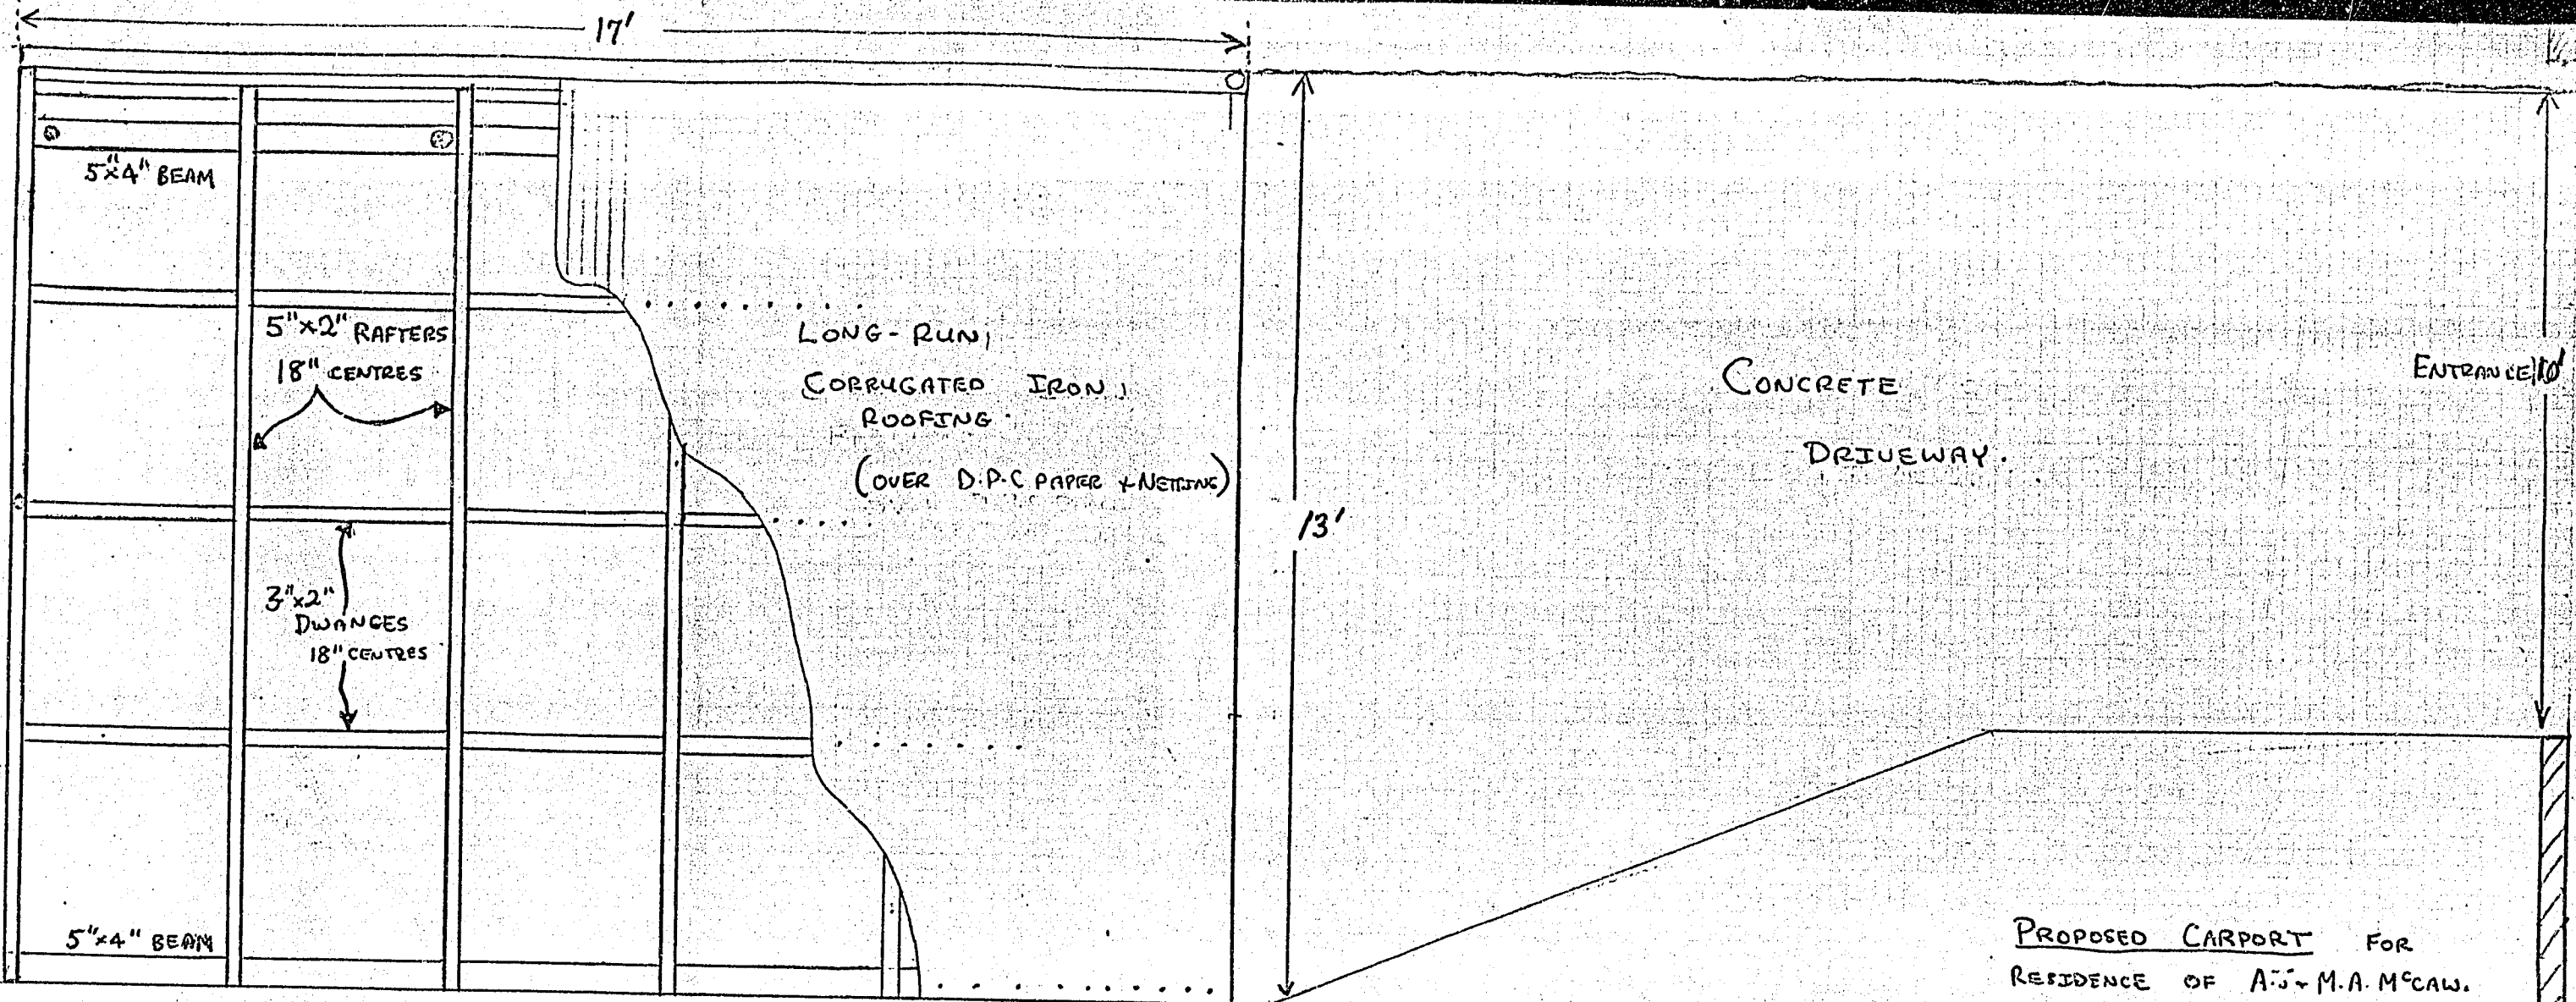 17'
5"x4" BEAM
5"x2" RAFTERS
18" CENTRES
3"x2"
DWANGES
18" CENTRES
5"x4" BEAM
LONG-RUN,
CORRUGATED IRON,
ROOFING.
(OVER D.P.C PAPER + NETTING)
13'
CONCRETE
DRIVEWAY.
ENTRANCE
PROPOSED CARPORT FOR
RESIDENCE OF A.J. + M.A. McCAW.